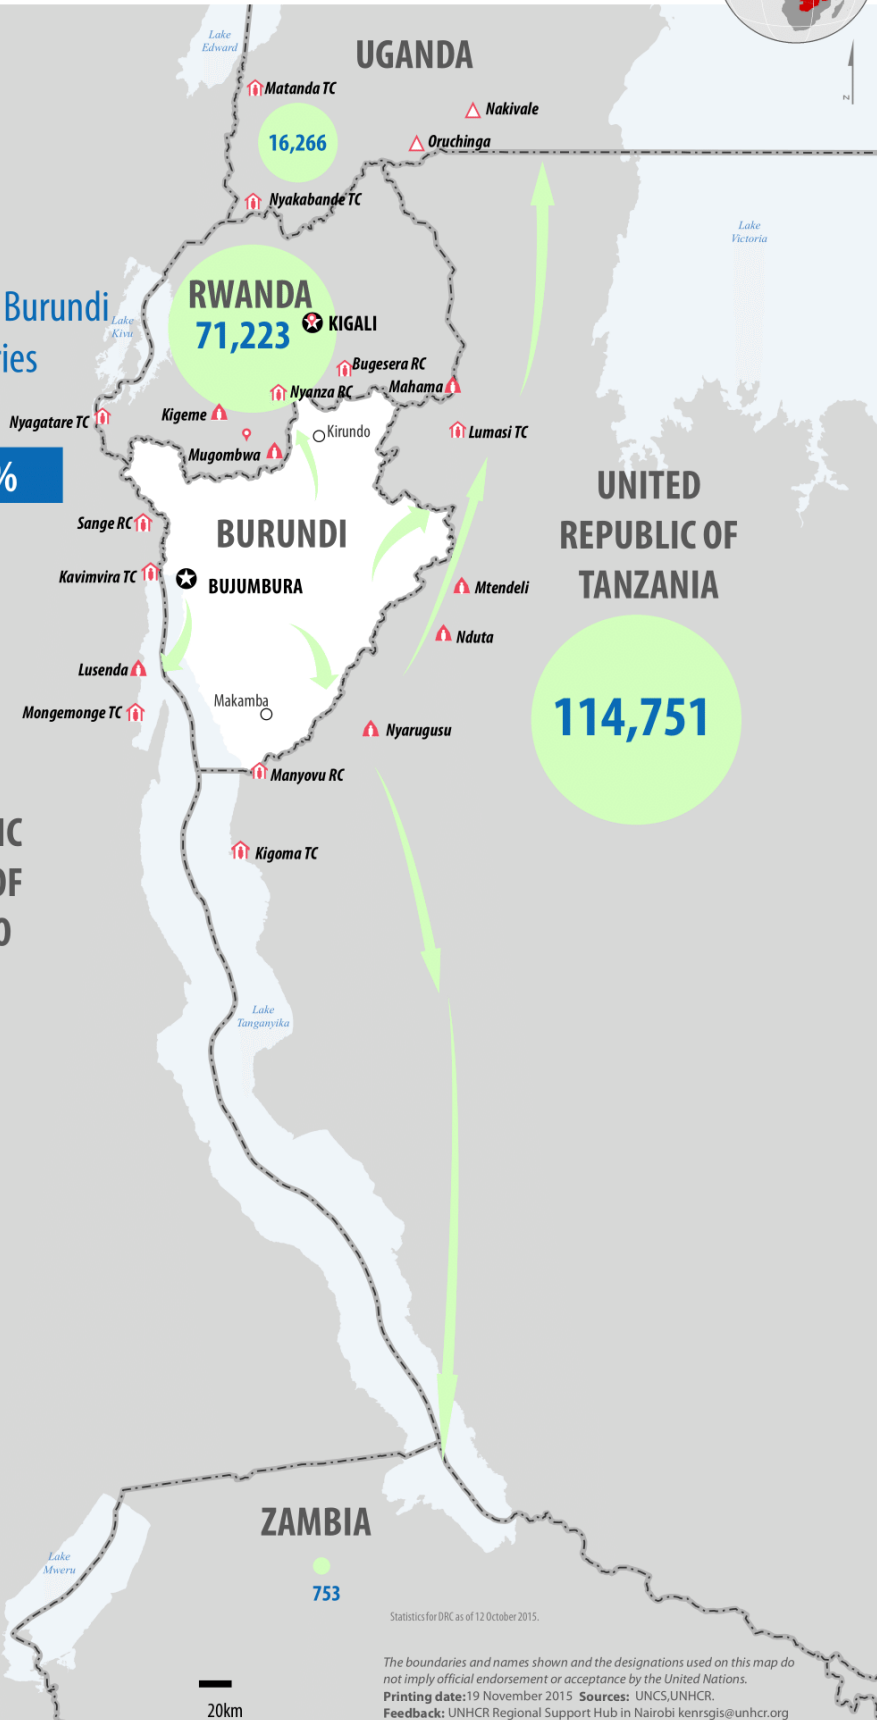 Lake
Edward
UGANDA
Matanda TC
Nakivale
16,266
Oruchinga
N
Nyakabande TC
Lake
Victoria
RWANDA
71,223
KIGALI
Burundi
Lake
Kivu
ies
Bugesera RC
Mahama
Nyanza RC
Nyagatare TC
Kigeme
Kirundo
Lumasi TC
Mugombwa
%
UNITED
REPUBLIC OF
TANZANIA
Sange RC
BURUNDI
Kavimvira TC
BUJUMBURA
Mtendeli
Nduta
Lusenda
Makamba
114,751
Mongemonge TC
Nyarugusu
Manyovu RC
IC
OF
O
Kigoma TC
Lake
Tanganyika
ZAMBIA
Lake
Mweru
753
Statistics for DRC as of 12 October 2015.
The boundaries and names shown and the designations used on this map do
not imply official endorsement or acceptance by the United Nations.
Printing date:19 November 2015 Sources: UNCS,UNHCR.
Feedback: UNHCR Regional Support Hub in Nairobi kenrsgis@unhcr.org
20km